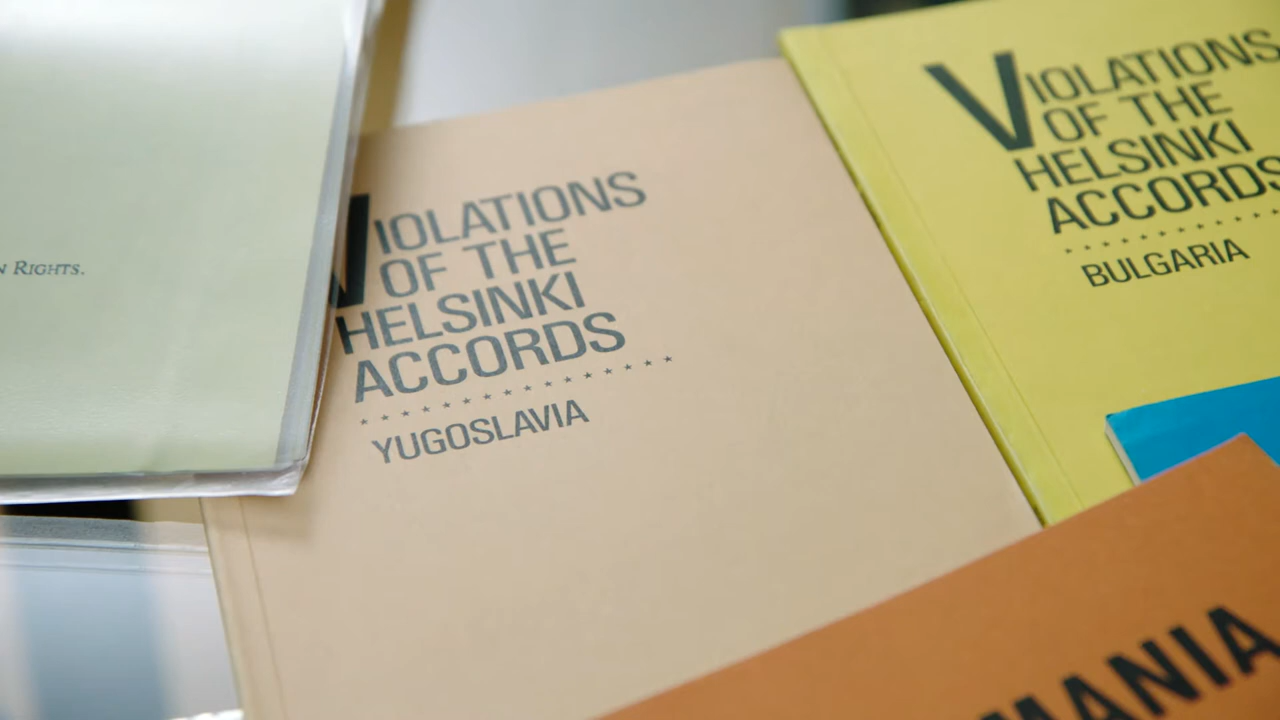 RIGHTS.
VIOLATIONS
OF THE
HELSINKI
ACCORDS
YUGOSLAVIA
VIOLATIONS
OF THE
HELSINKI
ACCORDS
BULGARIA
MANIA